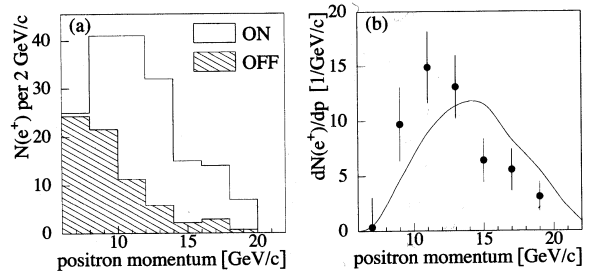 (a)
ON
OFF
N(e⁺) per 2 GeV/c
40
30
20
10
0
10
15
20
positron momentum [GeV/c]
(b)
dN(e⁺)/dp [1/GeV/c]
20
15
10
5
0
10
15
20
positron momentum [GeV/c]